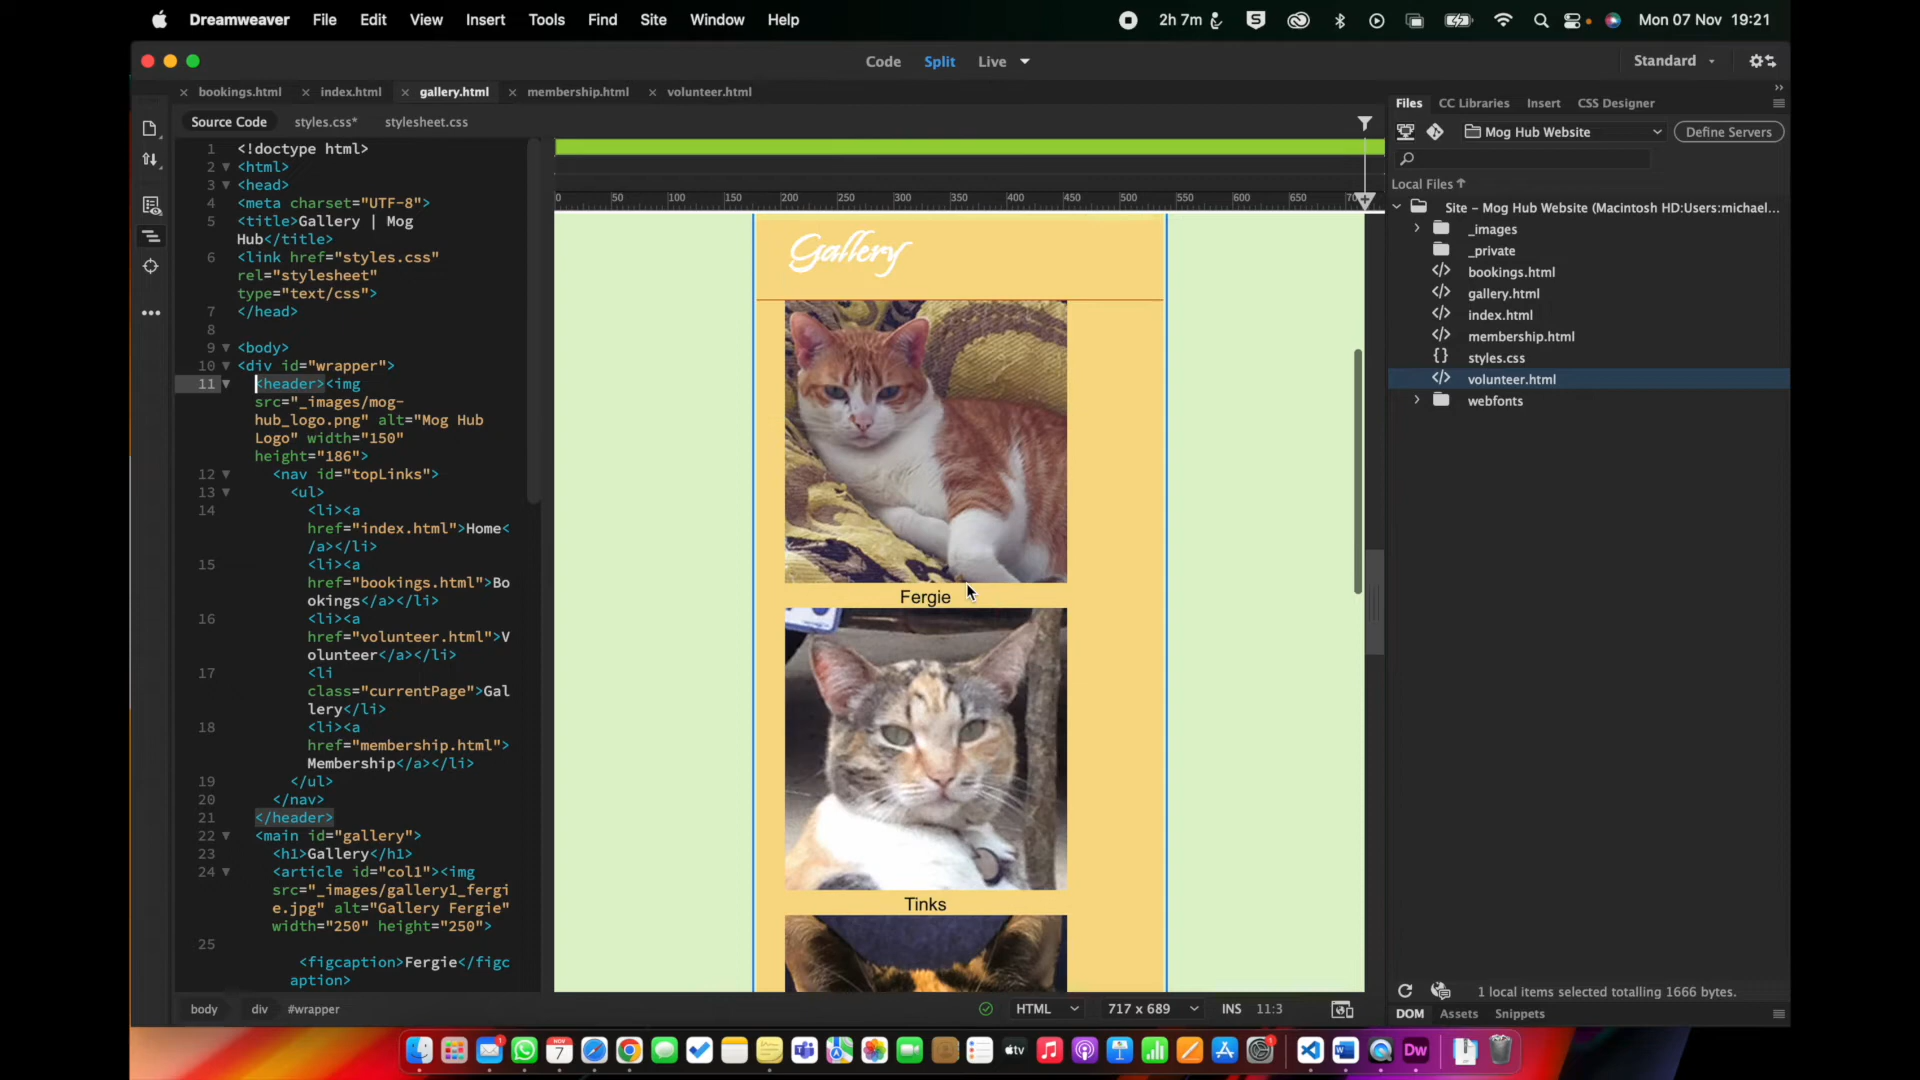 Dreamweaver File Edit View Insert Tools Find Site Window Help
2h 7m
Mon 07 Nov 19:21
Code Split Live
Standard
bookings.html index.html gallery.html membership.html volunteer.html
Source Code styles.css* stylesheet.css
1 <!doctype html>
2 <html>
3 <head>
4 <meta charset="UTF-8">
5 <title>Gallery | Mog
Hub</title>
6 <link href="styles.css"
rel="stylesheet"
type="text/css">
7 </head>
8
9 <body>
10 <div id="wrapper">
11 <header><img
src="_images/mog-
hub_logo.png" alt="Mog Hub
Logo" width="150"
height="186">
12 <nav id="topLinks">
13 <ul>
14 <li><a
href="index.html">Home<
/a></li>
15 <li><a
href="bookings.html">Bo
okings</a></li>
16 <li><a
href="volunteer.html">V
olunteer</a></li>
17 <li
class="currentPage">Gal
lery</li>
18 <li><a
href="membership.html">
Membership</a></li>
19 </ul>
20 </nav>
21 </header>
22 <main id="gallery">
23 <h1>Gallery</h1>
24 <article id="col1"><img
src="_images/gallery1_fergi
e.jpg" alt="Gallery Fergie"
width="250" height="250">
25
<figcaption>Fergie</figc
aption>
0 50 100 150 200 250 300 350 400 450 500 550 600 650 70
Gallery
Fergie
Tinks
body div #wrapper
HTML 717 x 689 INS 11:3
Files CC Libraries Insert CSS Designer
Mog Hub Website Define Servers
Local Files↑
Site – Mog Hub Website (Macintosh HD:Users:michael...
_images
_private
bookings.html
gallery.html
index.html
membership.html
styles.css
volunteer.html
webfonts
1 local items selected totalling 1666 bytes.
DOM Assets Snippets
NOV
7
tv
Dw